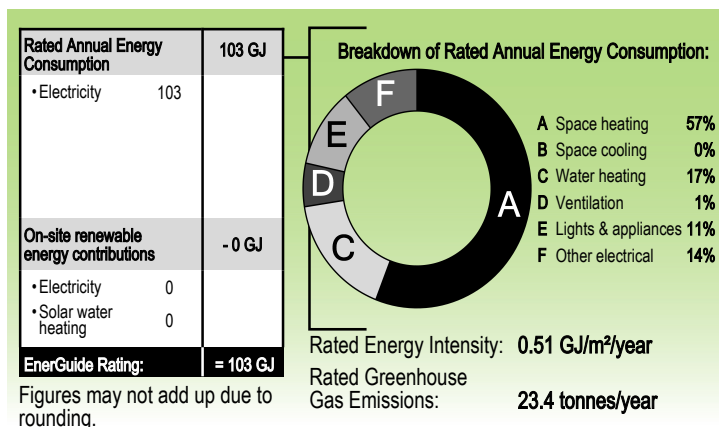 Rated Annual Energy
Consumption
103 GJ
• Electricity 103
On-site renewable
energy contributions
- 0 GJ
• Electricity 0
• Solar water
heating 0
EnerGuide Rating: = 103 GJ
Figures may not add up due to
rounding.
Breakdown of Rated Annual Energy Consumption:
F
E
D
C
A
A Space heating 57%
B Space cooling 0%
C Water heating 17%
D Ventilation 1%
E Lights & appliances 11%
F Other electrical 14%
Rated Energy Intensity: 0.51 GJ/m²/year
Rated Greenhouse
Gas Emissions: 23.4 tonnes/year